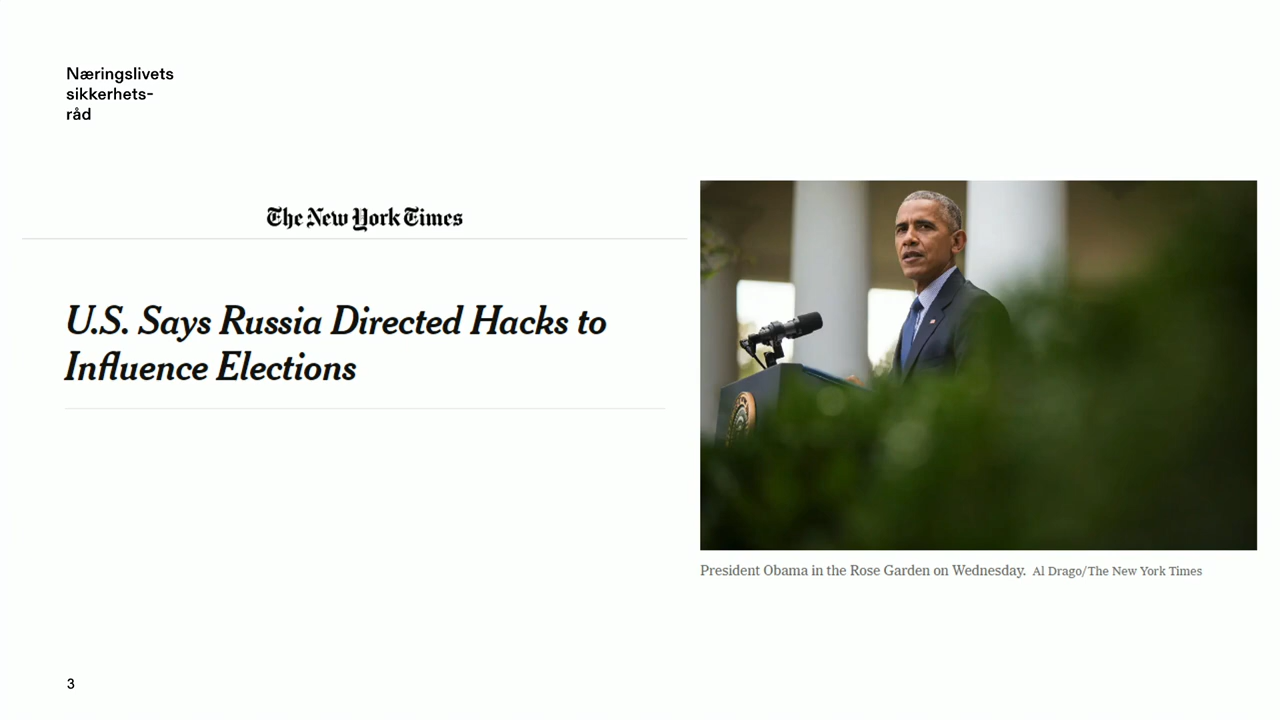 Næringslivets
sikkerhets-
råd
The New York Times
U.S. Says Russia Directed Hacks to
Influence Elections
President Obama in the Rose Garden on Wednesday. Al Drago/The New York Times
3